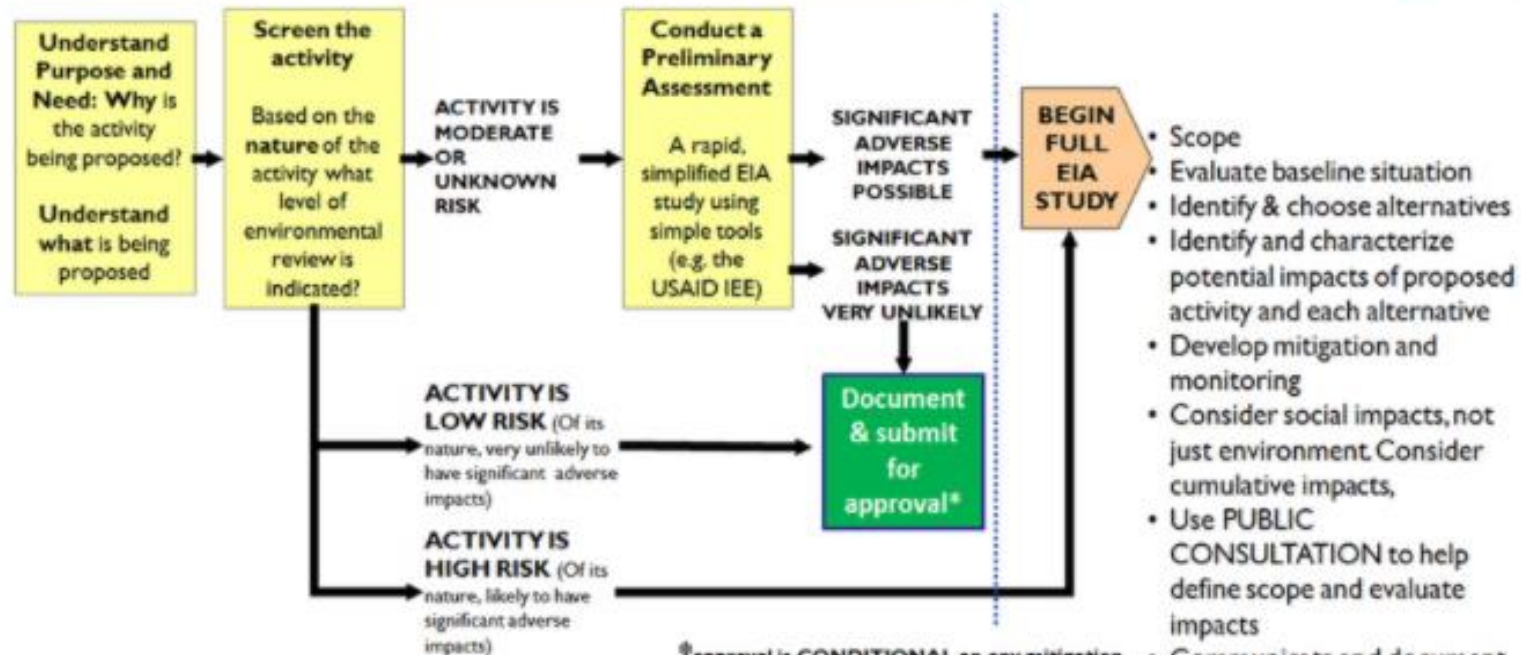 Understand
Purpose and
Need: Why is
the activity
being proposed?
Understand
what is being
proposed
Screen the
activity
Based on the
nature of the
activity what
level of
environmental
review is
indicated?
ACTIVITY IS
MODERATE
OR
UNKNOWN
RISK
Conduct a
Preliminary
Assessment
A rapid,
simplified EIA
study using
simple tools
(e.g. the
USAID IEE)
SIGNIFICANT
ADVERSE
IMPACTS
POSSIBLE
SIGNIFICANT
ADVERSE
IMPACTS
VERY UNLIKELY
BEGIN
FULL
EIA
STUDY
• Scope
• Evaluate baseline situation
• Identify & choose alternatives
• Identify and characterize
potential impacts of proposed
activity and each alternative
• Develop mitigation and
monitoring
• Consider social impacts, not
just environment. Consider
cumulative impacts,
• Use PUBLIC
CONSULTATION to help
define scope and evaluate
impacts
• Communicate and document
ACTIVITY IS
LOW RISK (Of its
nature, very unlikely to
have significant adverse
impacts)
Document
& submit
for
approval*
ACTIVITY IS
HIGH RISK (Of its
nature, likely to have
significant adverse
impacts)
*approval is CONDITIONAL on any mitigation